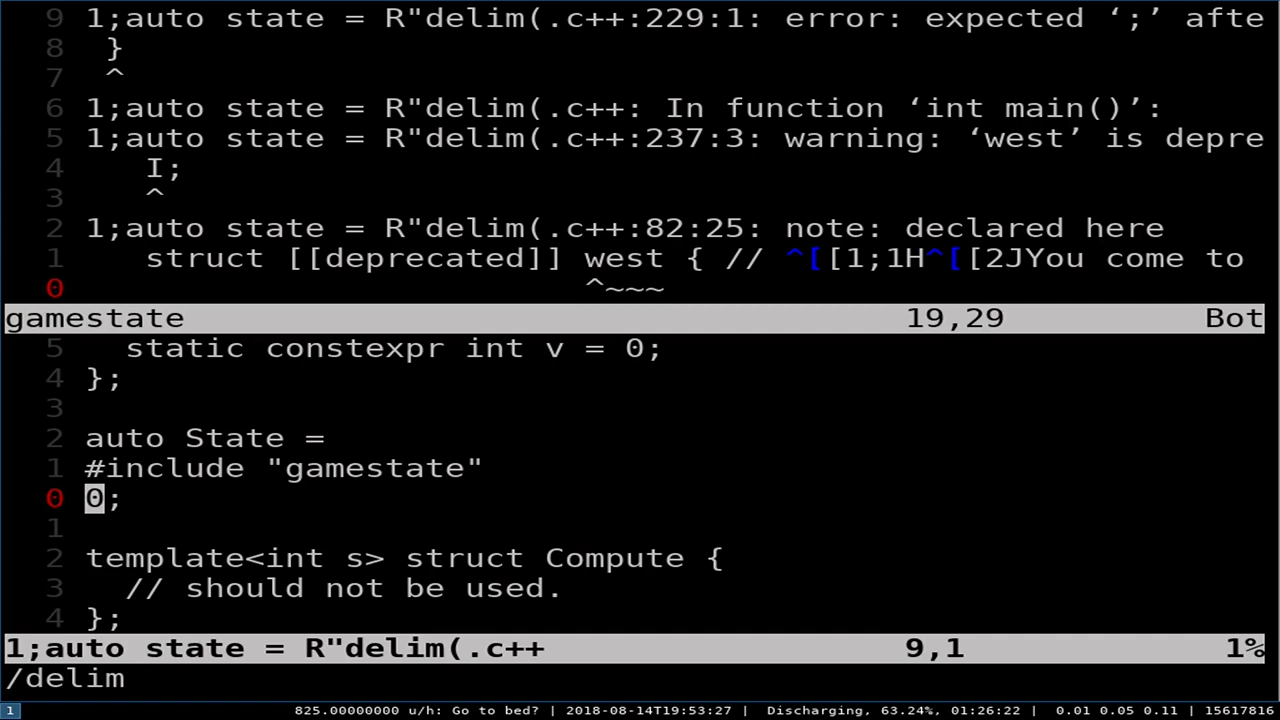 9 1;auto state = R"delim(.c++:229:1: error: expected ‘;’ afte
8  }
7  ^
6 1;auto state = R"delim(.c++: In function ‘int main()’:
5 1;auto state = R"delim(.c++:237:3: warning: ‘west’ is depre
4    I;
3    ^
2 1;auto state = R"delim(.c++:82:25: note: declared here
1    struct [[deprecated]] west { // ^[[1;1H^[[2JYou come to
0                          ^~~~
gamestate 19,29 Bot
5   static constexpr int v = 0;
4 };
3
2 auto State =
1 #include "gamestate"
0 0;
1
2 template<int s> struct Compute {
3   // should not be used.
4 };
1;auto state = R"delim(.c++ 9,1 1%
/delim
1 825.00000000 u/h: Go to bed? | 2018-08-14T19:53:27 | Discharging, 63.24%, 01:26:22 | 0.01 0.05 0.11 | 15617816